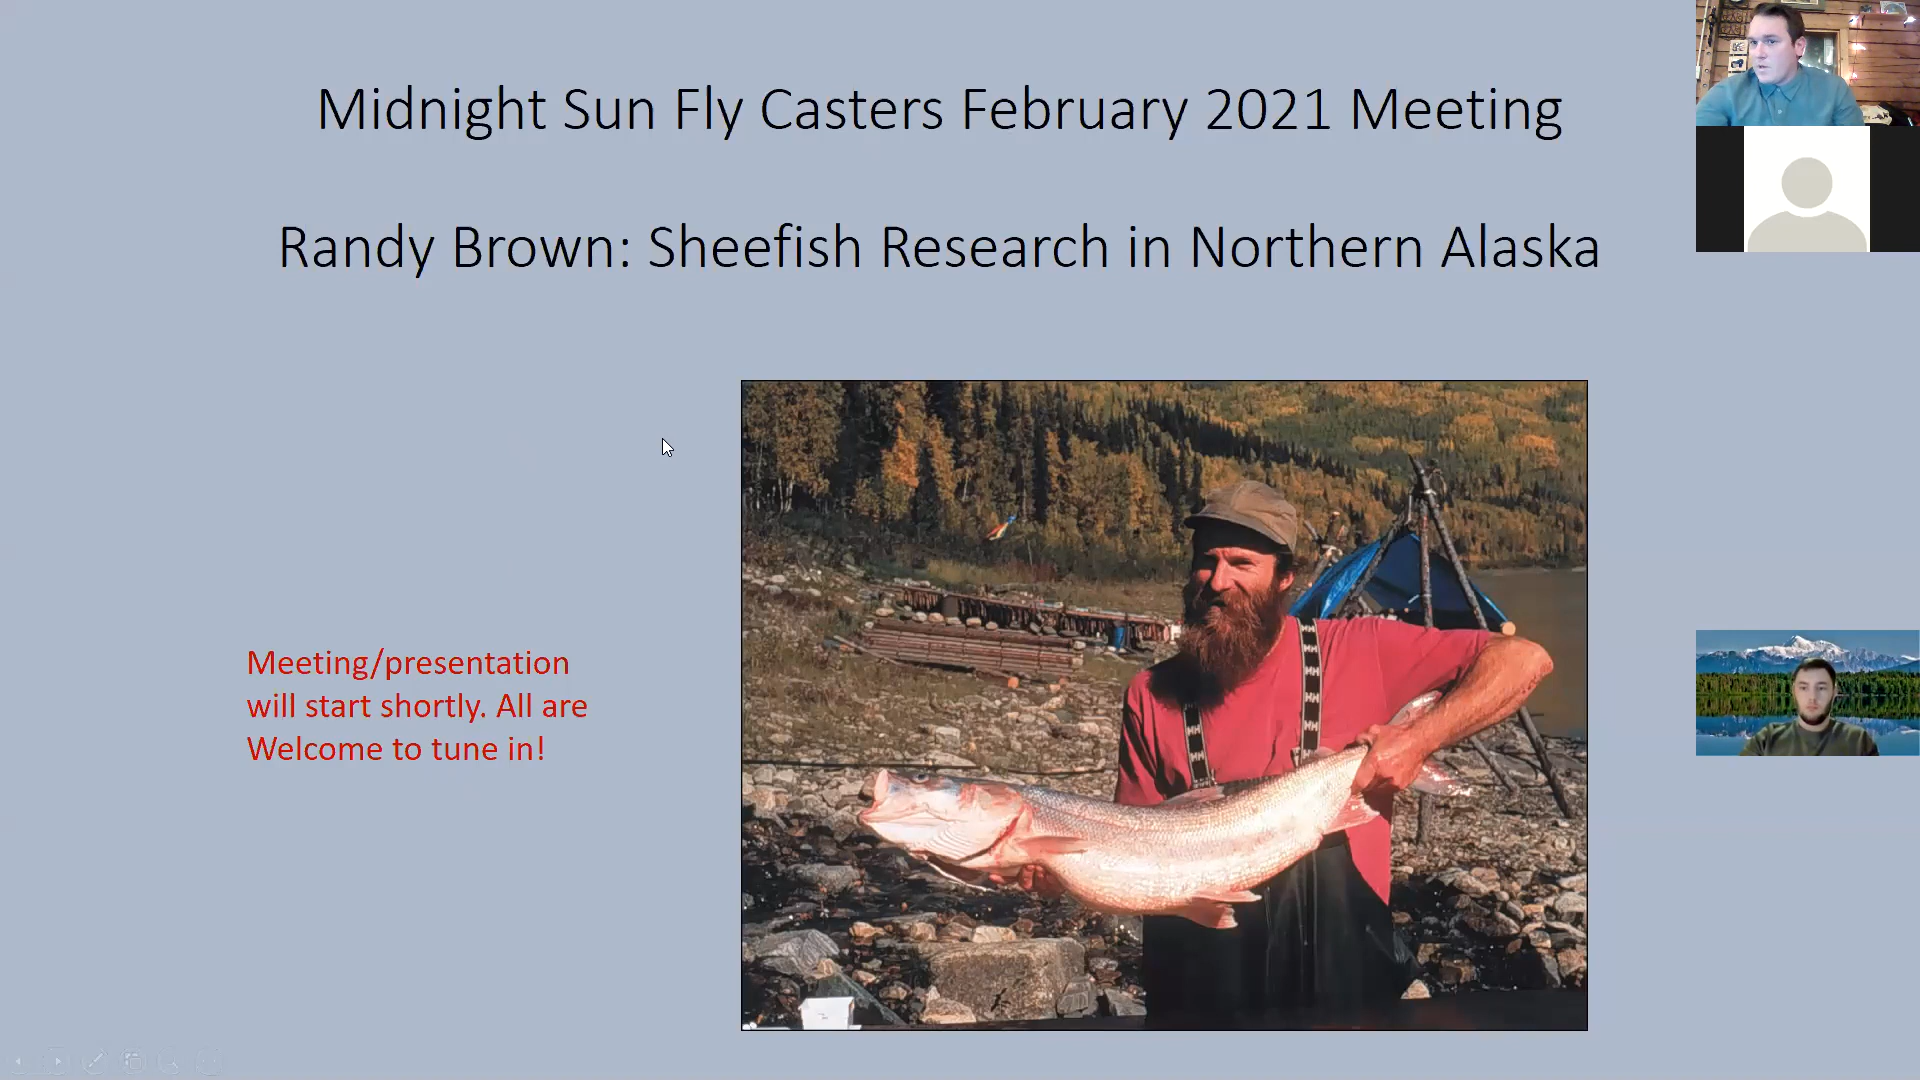 Midnight Sun Fly Casters February 2021 Meeting
Randy Brown: Sheefish Research in Northern Alaska
Meeting/presentation
will start shortly. All are
Welcome to tune in!